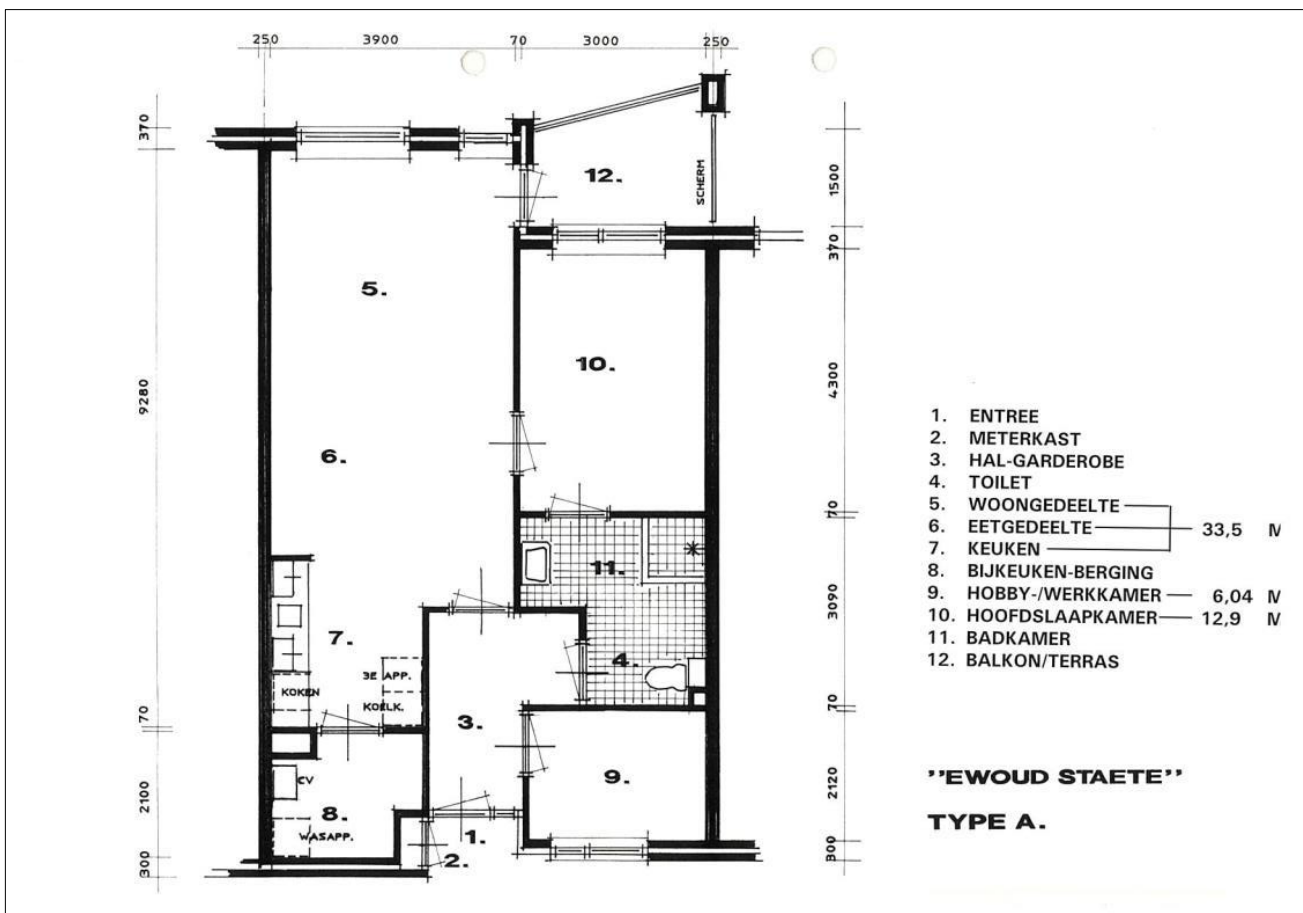 250 3900 70 3000 250
370
9280
70
2100
300
1500
370
4300
70
3090
70
2120
300
12.
SCHERM
5.
10.
6.
11.
7.
3E APP.
KOELK.
KOKEN
4.
3.
9.
CV
8.
WASAPP.
1.
2.
1. ENTREE
2. METERKAST
3. HAL-GARDEROBE
4. TOILET
5. WOONGEDEELTE
6. EETGEDEELTE 33,5 M
7. KEUKEN
8. BIJKEUKEN-BERGING
9. HOBBY-/WERKKAMER 6,04 M
10. HOOFDSLAAPKAMER 12,9 M
11. BADKAMER
12. BALKON/TERRAS
"EWOUD STAETE"
TYPE A.